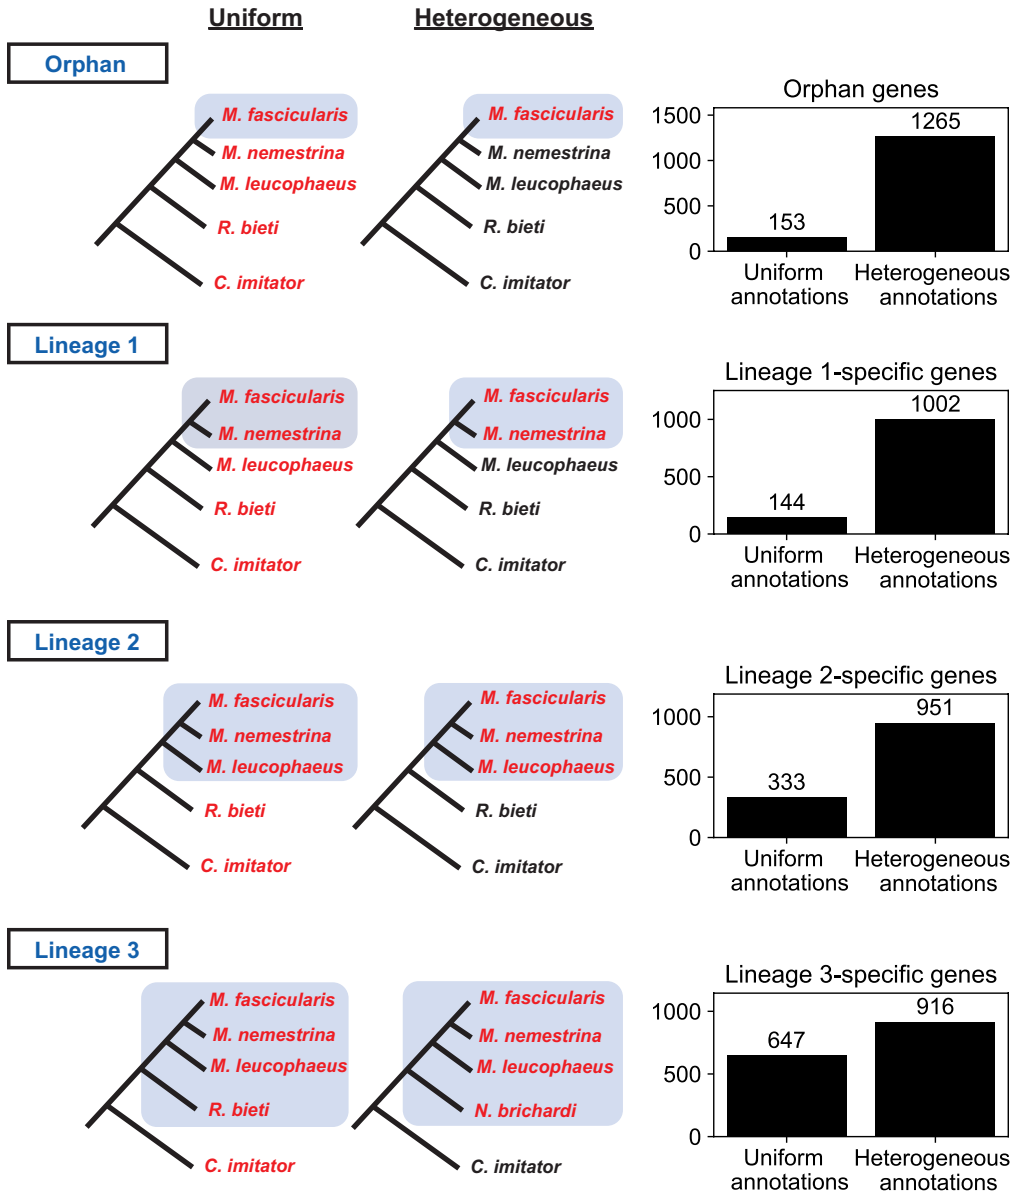 Uniform
Heterogeneous
Orphan
M. fascicularis
M. nemestrina
M. leucophaeus
R. bieti
C. imitator
M. fascicularis
M. nemestrina
M. leucophaeus
R. bieti
C. imitator
Orphan genes
1500
1000
500
0
153
1265
Uniform
annotations
Heterogeneous
annotations
Lineage 1
M. fascicularis
M. nemestrina
M. leucophaeus
R. bieti
C. imitator
M. fascicularis
M. nemestrina
M. leucophaeus
R. bieti
C. imitator
Lineage 1-specific genes
1000
500
0
144
1002
Uniform
annotations
Heterogeneous
annotations
Lineage 2
M. fascicularis
M. nemestrina
M. leucophaeus
R. bieti
C. imitator
M. fascicularis
M. nemestrina
M. leucophaeus
R. bieti
C. imitator
Lineage 2-specific genes
1000
500
0
333
951
Uniform
annotations
Heterogeneous
annotations
Lineage 3
M. fascicularis
M. nemestrina
M. leucophaeus
R. bieti
C. imitator
M. fascicularis
M. nemestrina
M. leucophaeus
N. brichardi
C. imitator
Lineage 3-specific genes
1000
500
0
647
916
Uniform
annotations
Heterogeneous
annotations